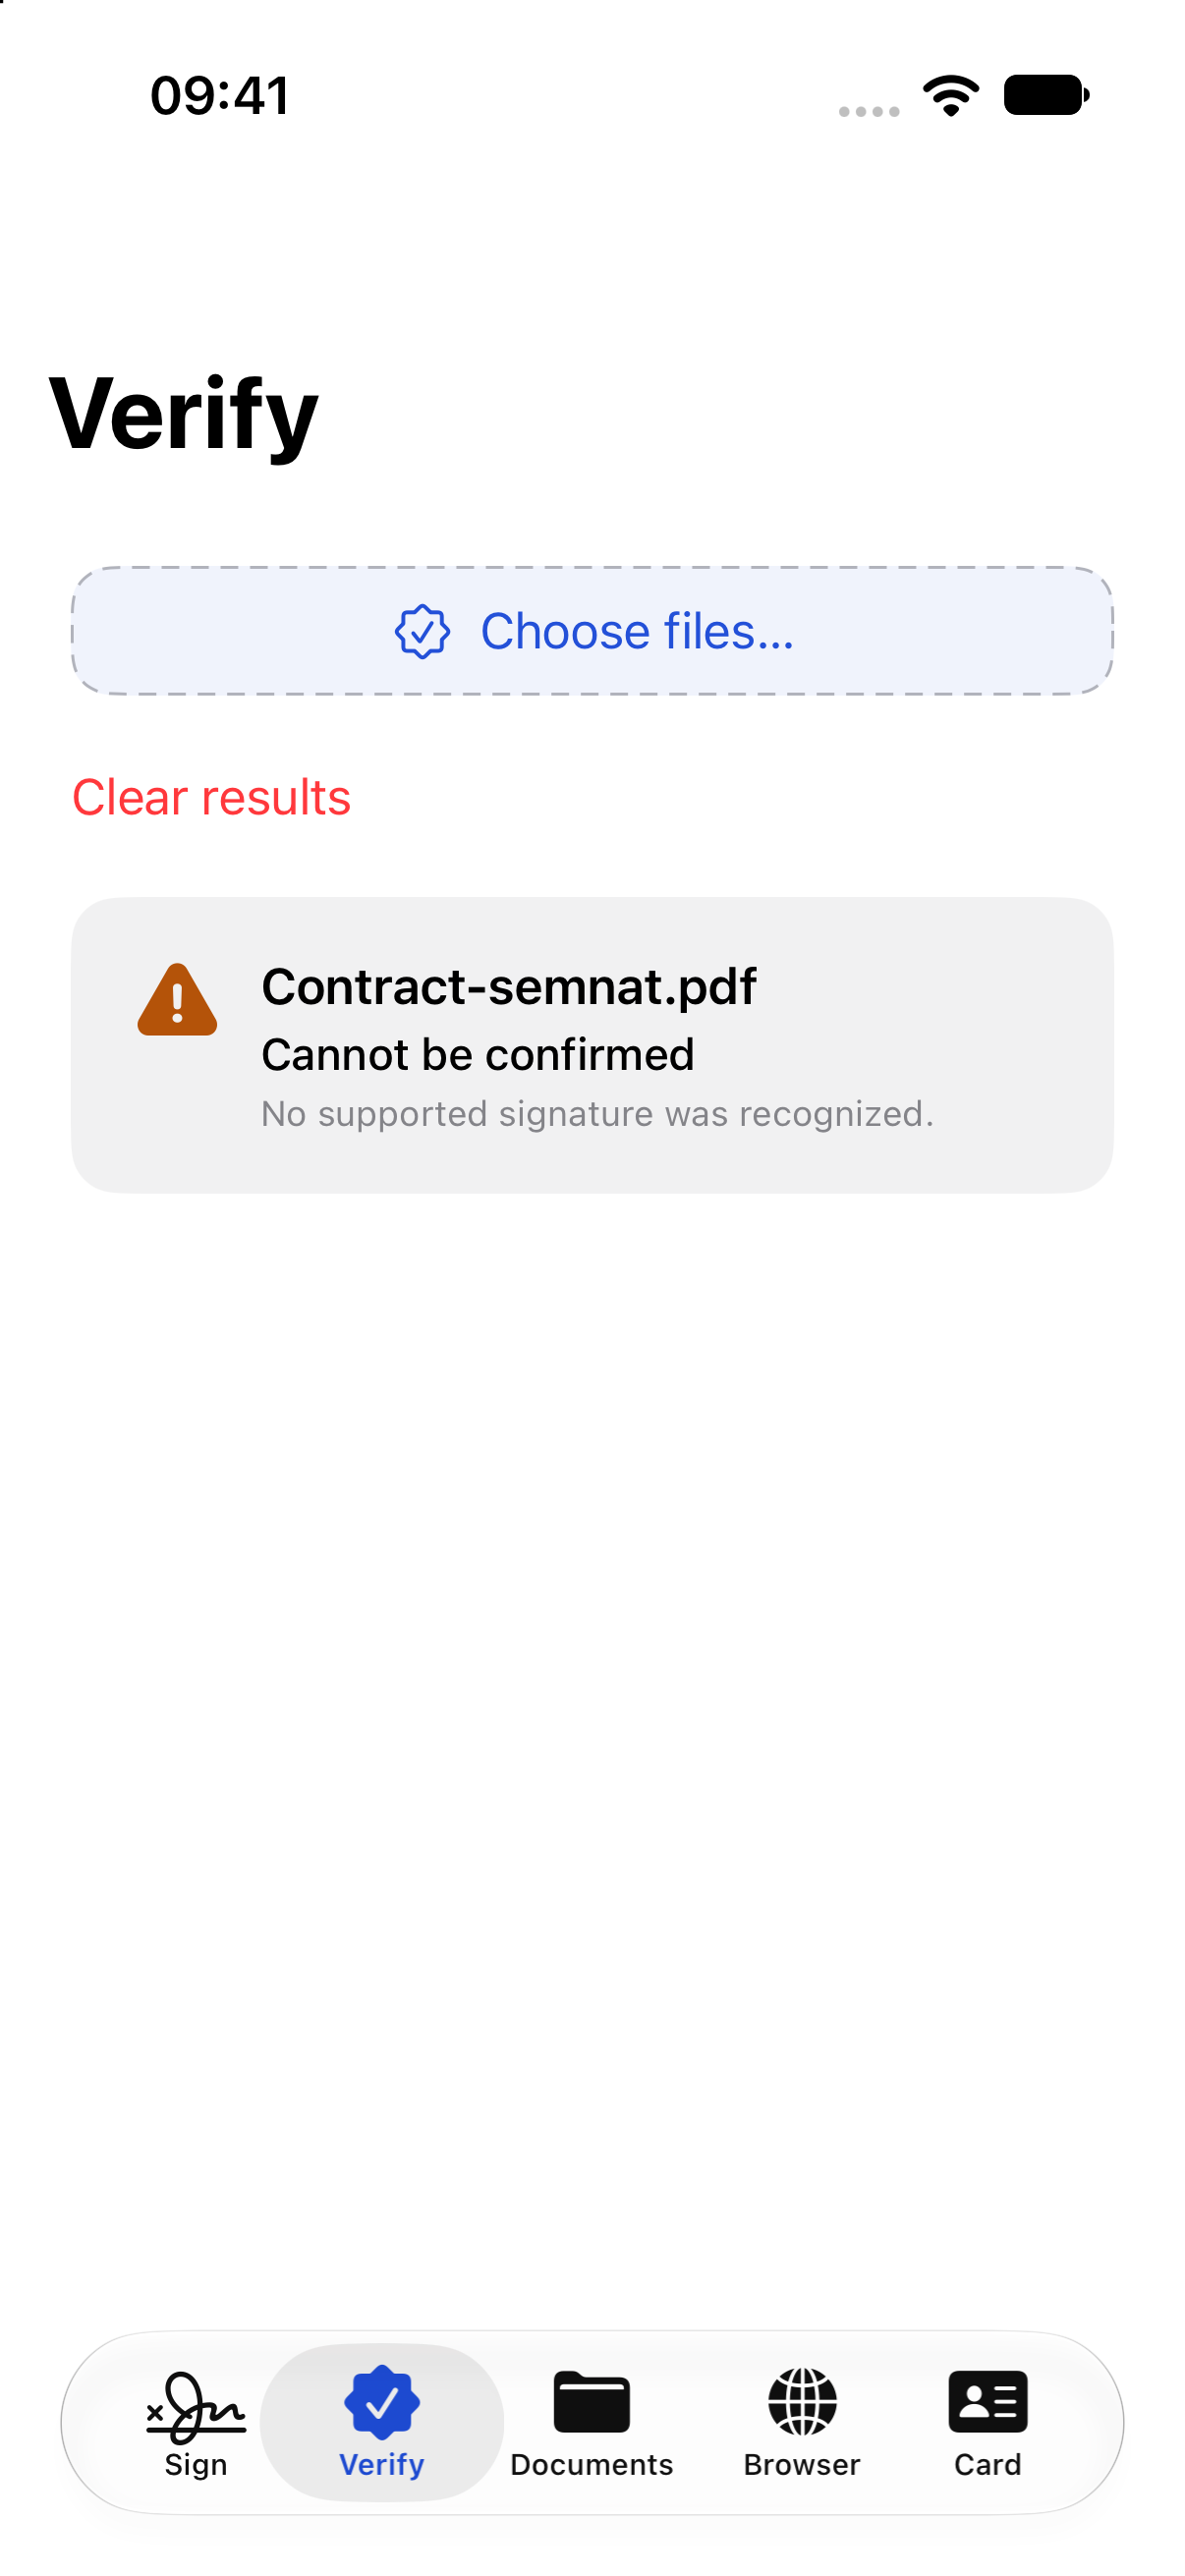 09:41
Verify
Choose files...
Clear results
Contract-semnat.pdf
Cannot be confirmed
No supported signature was recognized.
Sign
Verify
Documents
Browser
Card